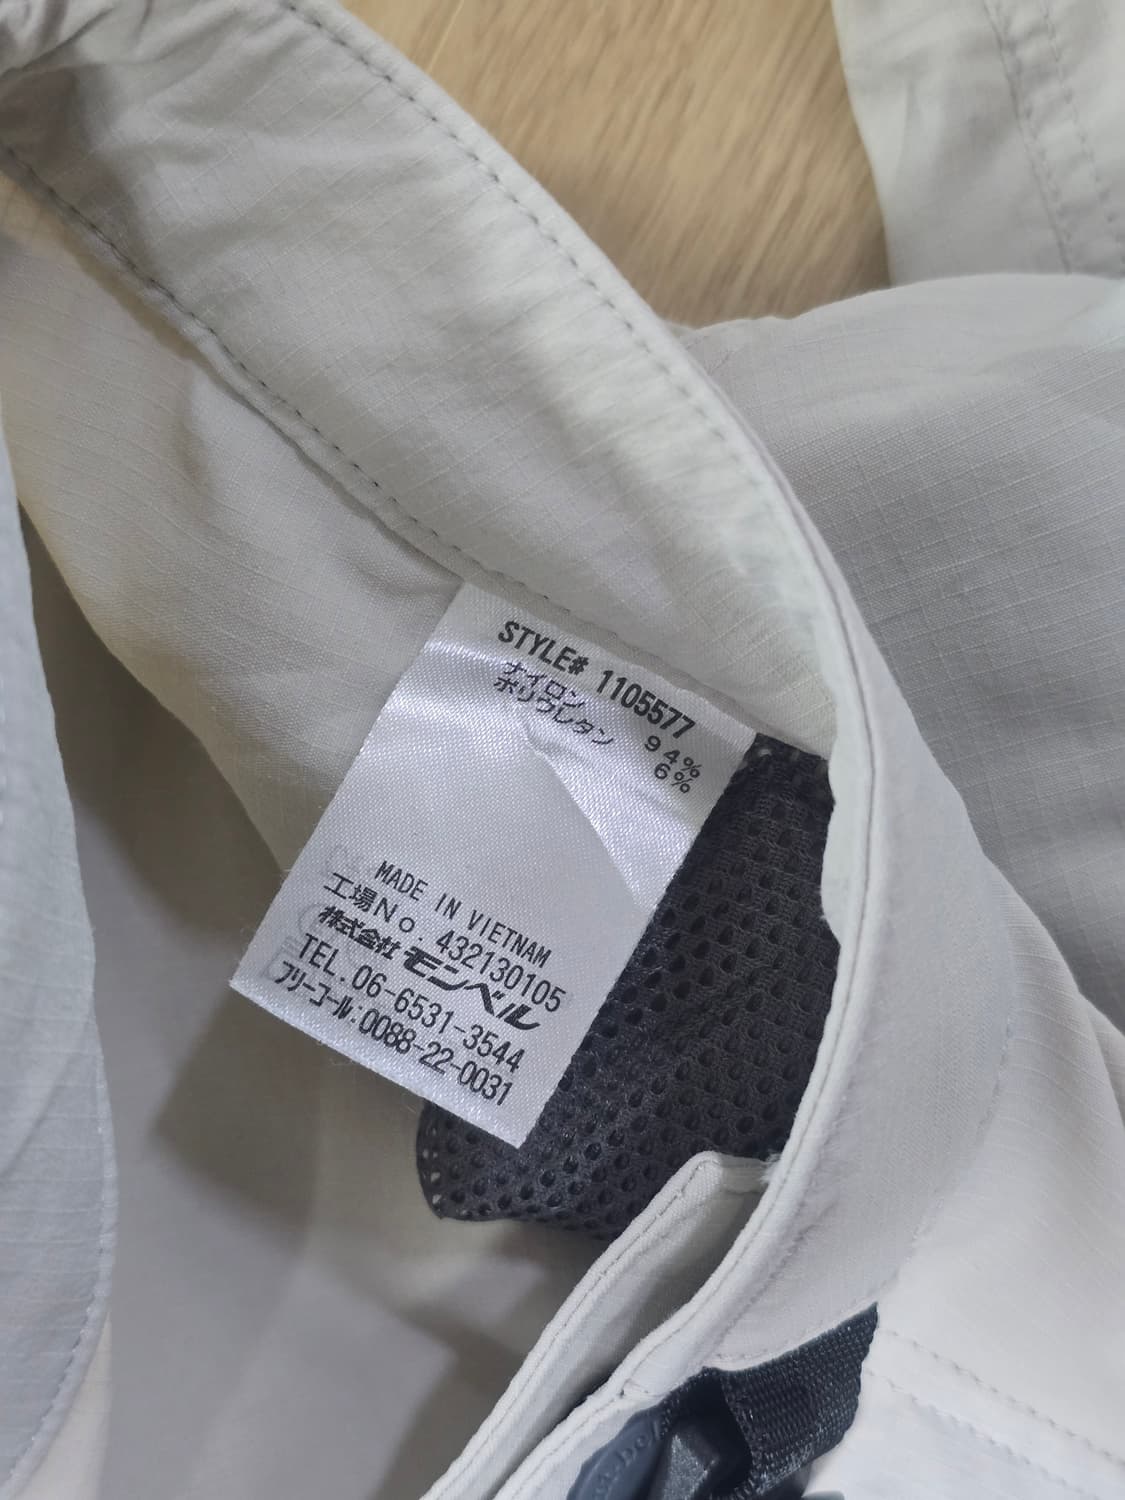 STYLE# 1105577
ナイロン 94%
ポリウレタン 6%
MADE IN VIETNAM
工場No. 432130105
株式会社 モンベル
TEL.06-6531-3544
フリーコール:0088-22-0031